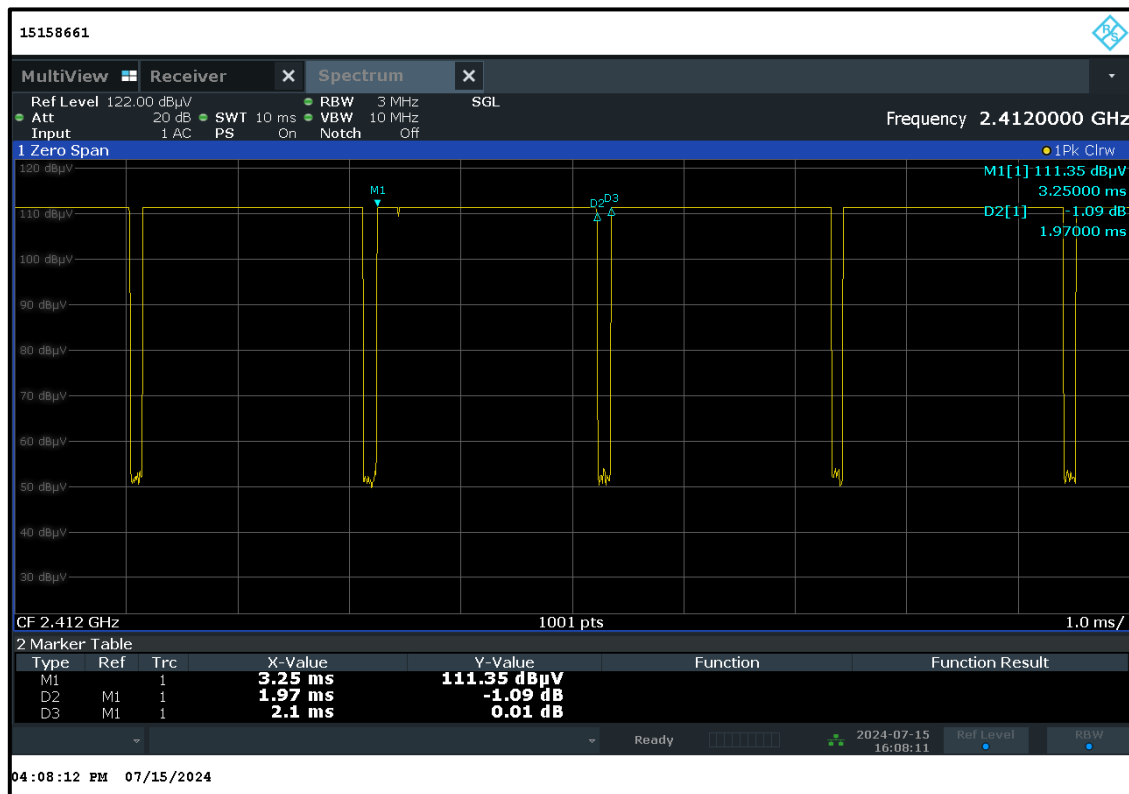 15158661
R&S
MultiView Receiver X Spectrum X
Ref Level 122.00 dBµV RBW 3 MHz SGL
Att 20 dB SWT 10 ms VBW 10 MHz Frequency 2.4120000 GHz
Input 1 AC PS On Notch Off
1 Zero Span 1Pk Clrw
120 dBµV M1[1] 111.35 dBµV
3.25000 ms
M1
110 dBµV D2 D3 D2[1] -1.09 dB
1.97000 ms
100 dBµV
90 dBµV
80 dBµV
70 dBµV
60 dBµV
50 dBµV
40 dBµV
30 dBµV
CF 2.412 GHz 1001 pts 1.0 ms/
2 Marker Table
Type Ref Trc X-Value Y-Value Function Function Result
M1 1 3.25 ms 111.35 dBµV
D2 M1 1 1.97 ms -1.09 dB
D3 M1 1 2.1 ms 0.01 dB
Ready 2024-07-15 Ref Level RBW
16:08:11
04:08:12 PM 07/15/2024